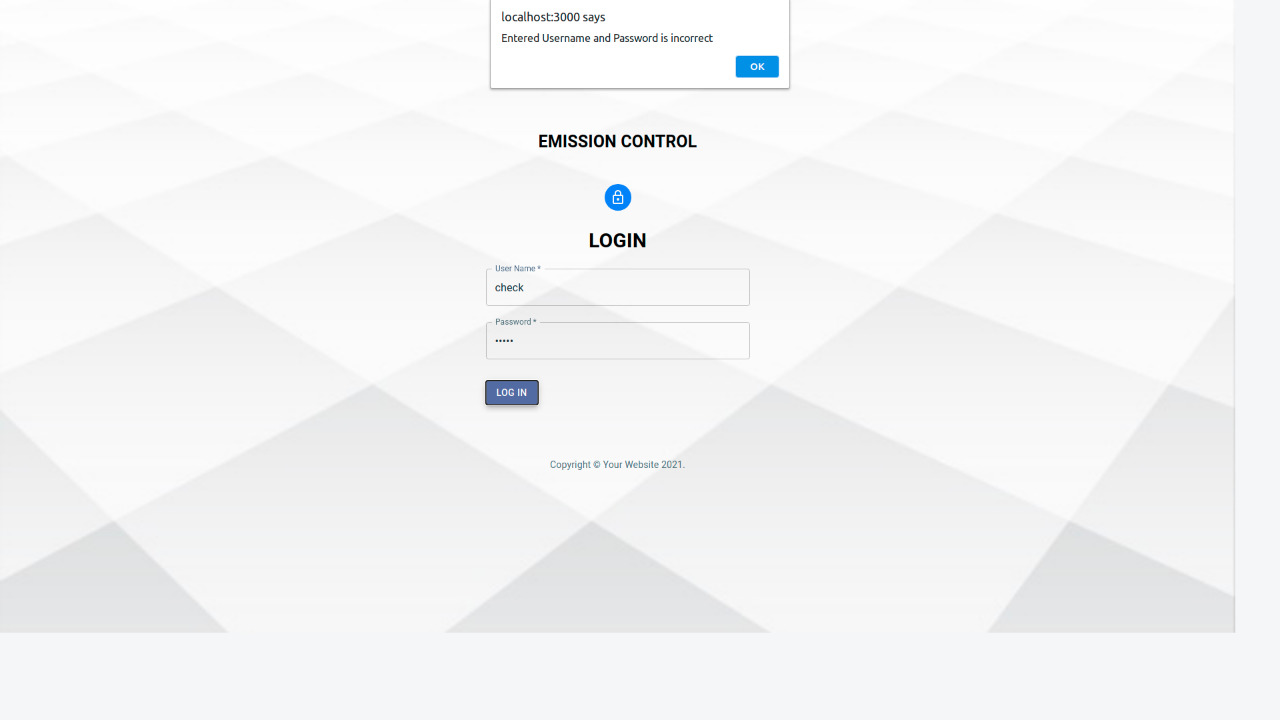 localhost:3000 says
Entered Username and Password is incorrect
OK
EMISSION CONTROL
LOGIN
User Name *
check
Password *
•••••
LOG IN
Copyright © Your Website 2021.